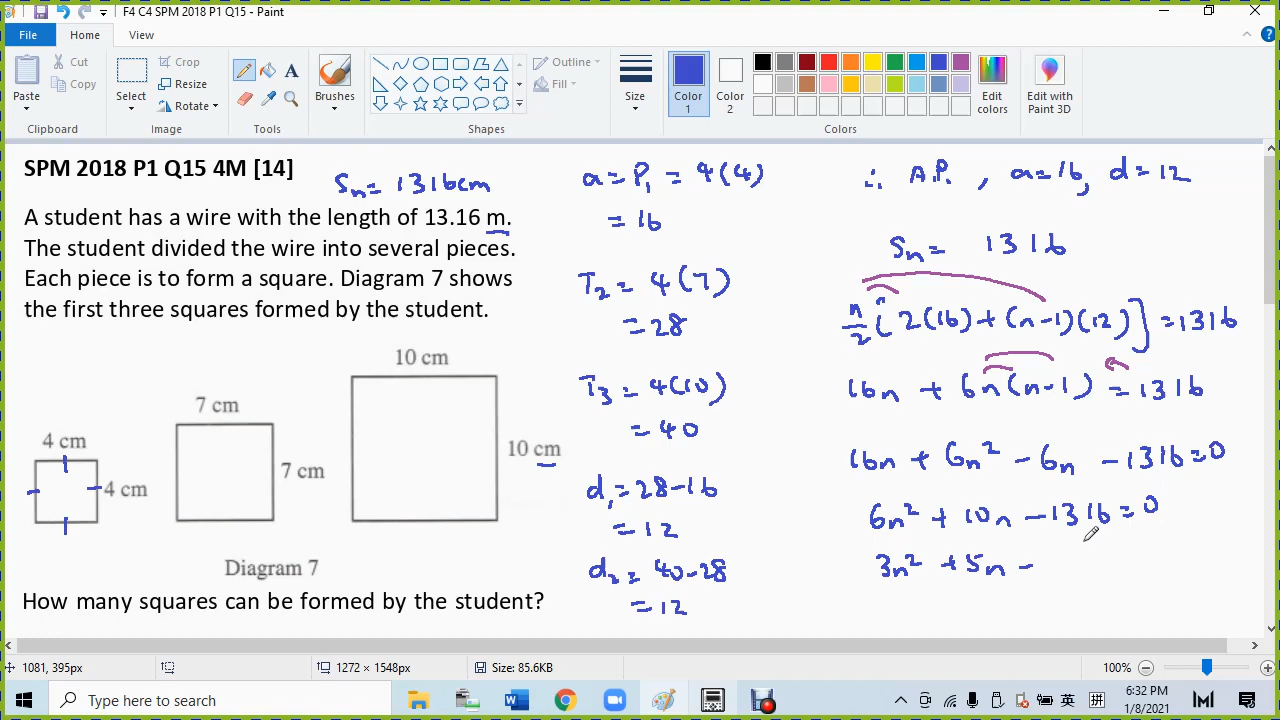 F4 C4 SPM 2018 P1 Q15 - Paint
File Home View
Paste
Cut
Copy
Clipboard
Select
Crop
Resize
Rotate
Image
A
Tools
Brushes
Outline
Fill
Shapes
Size
Color 1
Color 2
Edit colors
Colors
Edit with Paint 3D
SPM 2018 P1 Q15 4M [14]
Sn = 1316cm
A student has a wire with the length of 13.16 m.
The student divided the wire into several pieces.
Each piece is to form a square. Diagram 7 shows
the first three squares formed by the student.
4 cm
4 cm
7 cm
7 cm
10 cm
10 cm
Diagram 7
How many squares can be formed by the student?
a = P₁ = 4(4)
= 16
T₂ = 4(7)
= 28
T₃ = 4(10)
= 40
d₁ = 28-16
= 12
d₂ = 40-28
= 12
∴ A.P. , a=16, d=12
Sn = 1316
n/2 [2(16)+(n-1)(12)] = 1316
16n + 6n(n-1) = 1316
16n + 6n² - 6n - 1316 = 0
6n² + 10n - 1316 = 0
3n² + 5n -
1081, 395px
1272 × 1548px
Size: 85.6KB
100%
Type here to search
英
拼
6:32 PM
1/8/2021